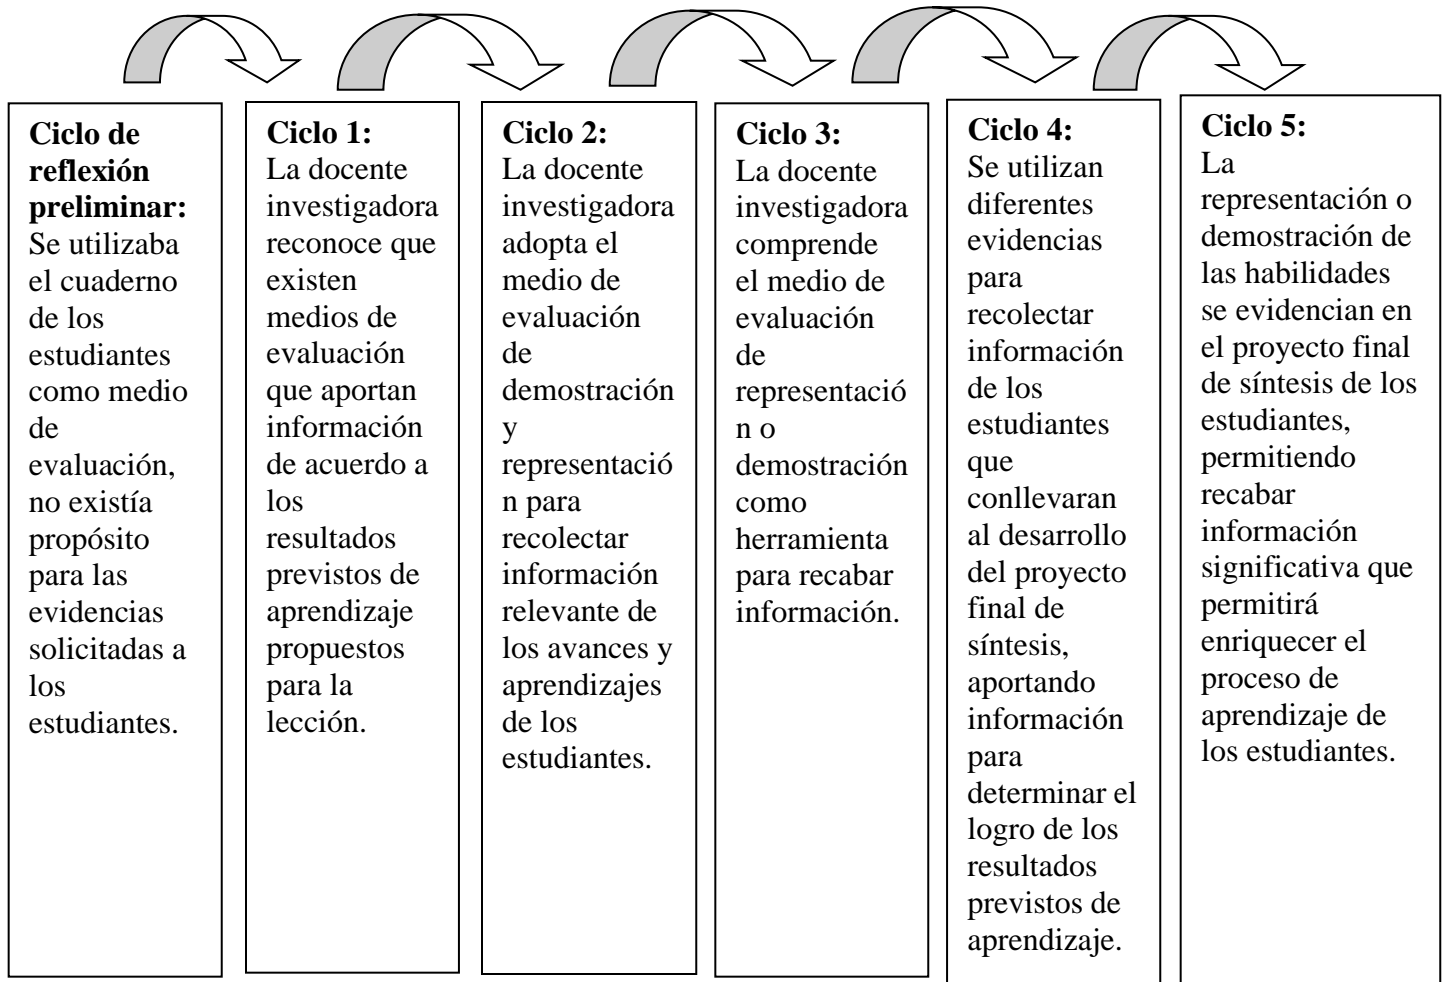 Ciclo de
reflexión
preliminar:
Se utilizaba
el cuaderno
de los
estudiantes
como medio
de
evaluación,
no existía
propósito
para las
evidencias
solicitadas a
los
estudiantes.
Ciclo 1:
La docente
investigadora
reconoce que
existen
medios de
evaluación
que aportan
información
de acuerdo a
los
resultados
previstos de
aprendizaje
propuestos
para la
lección.
Ciclo 2:
La docente
investigadora
adopta el
medio de
evaluación
de
demostración
y
representació
n para
recolectar
información
relevante de
los avances y
aprendizajes
de los
estudiantes.
Ciclo 3:
La docente
investigadora
comprende
el medio de
evaluación
de
representació
n o
demostración
como
herramienta
para recabar
información.
Ciclo 4:
Se utilizan
diferentes
evidencias
para
recolectar
información
de los
estudiantes
que
conllevaran
al desarrollo
del proyecto
final de
síntesis,
aportando
información
para
determinar el
logro de los
resultados
previstos de
aprendizaje.
Ciclo 5:
La
representación o
demostración de
las habilidades
se evidencian en
el proyecto final
de síntesis de los
estudiantes,
permitiendo
recabar
información
significativa que
permitirá
enriquecer el
proceso de
aprendizaje de
los estudiantes.